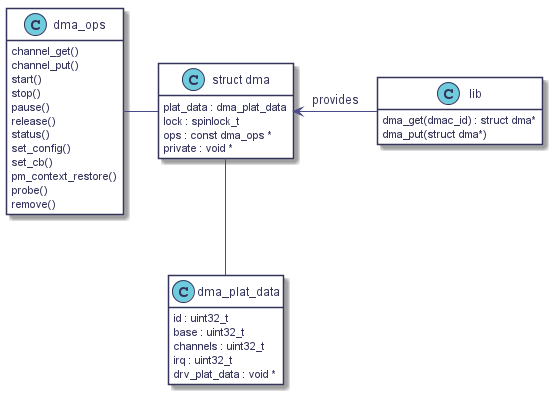 C dma_ops
channel_get()
channel_put()
start()
stop()
pause()
release()
status()
set_config()
set_cb()
pm_context_restore()
probe()
remove()
C struct dma
plat_data : dma_plat_data
lock : spinlock_t
ops : const dma_ops *
private : void *
provides
C lib
dma_get(dmac_id) : struct dma*
dma_put(struct dma*)
C dma_plat_data
id : uint32_t
base : uint32_t
channels : uint32_t
irq : uint32_t
drv_plat_data : void *